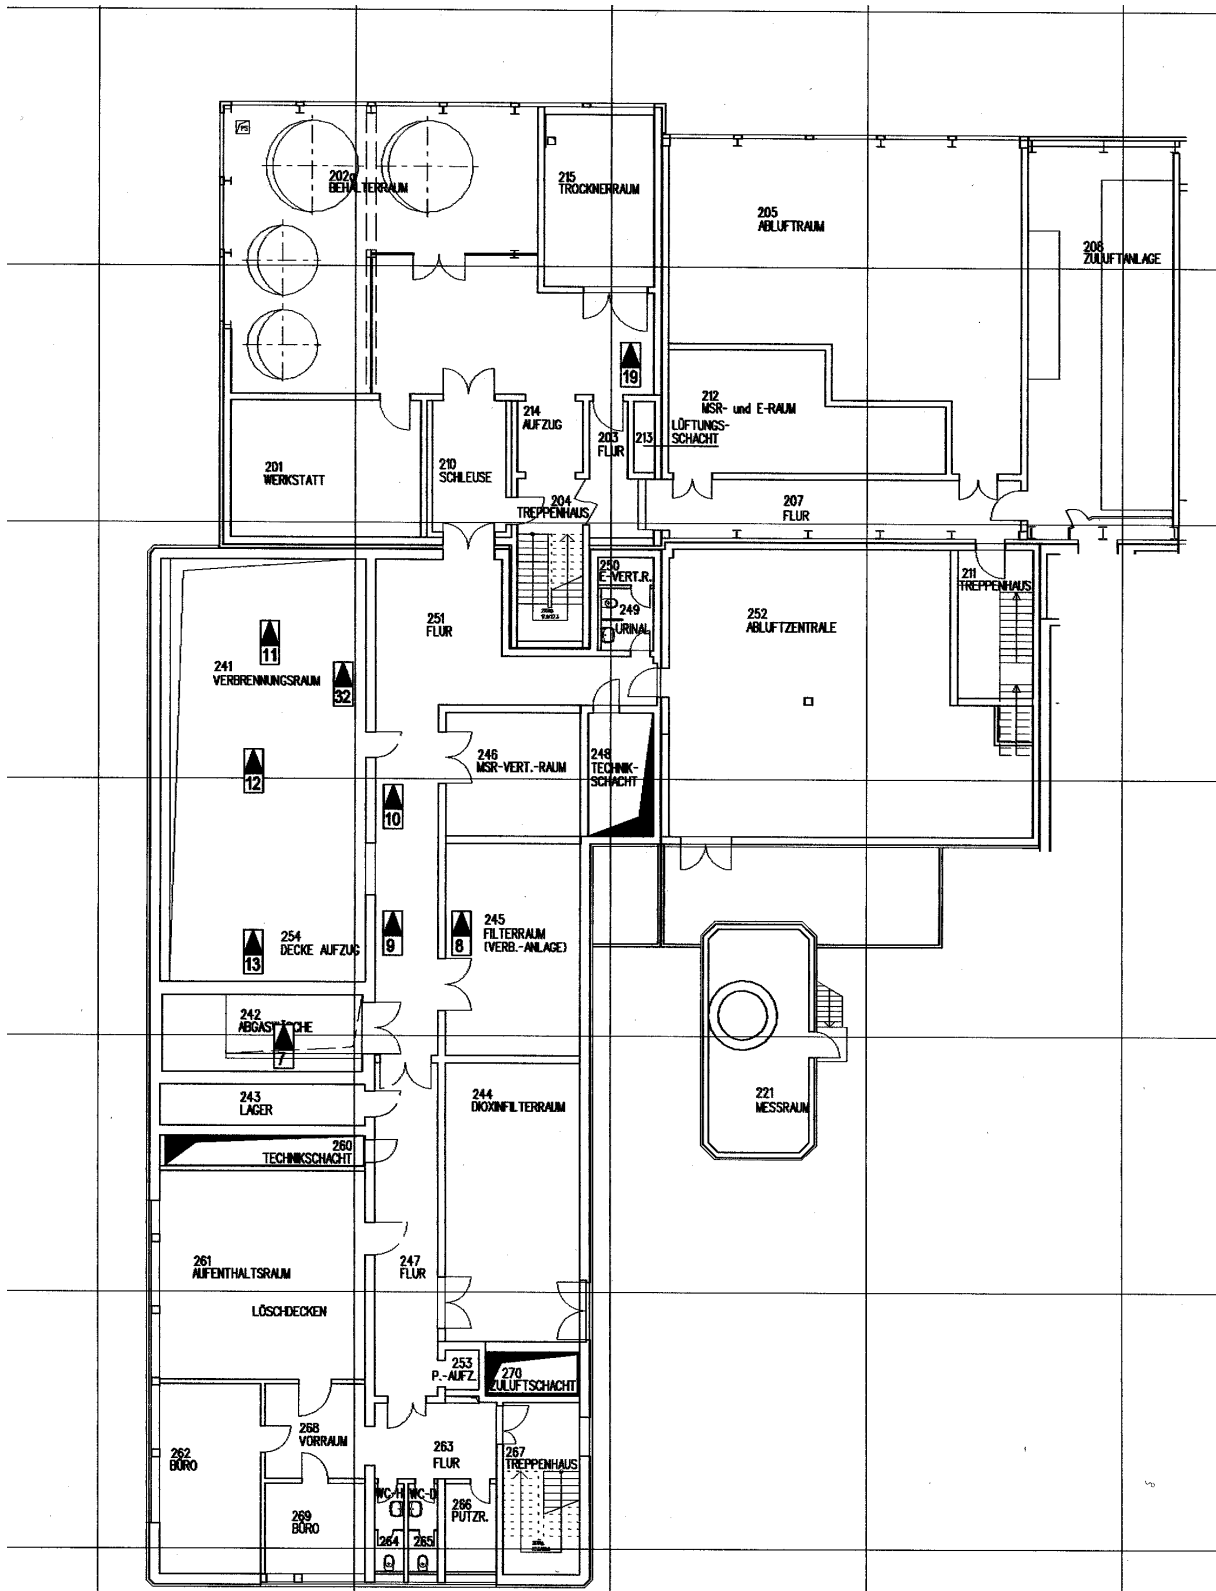 PS
202a
BEHÄLTERRAUM
215
TROCKNERRAUM
205
ABLUFTRAUM
208
ZULUFTANLAGE
19
212
MSR- und E-RAUM
LÜFTUNGS-
213 SCHACHT
214
AUFZUG
203
FLUR
201
WERKSTATT
210
SCHLEUSE
204
TREPPENHAUS
207
FLUR
250
E-VERT.R.
249
URINAL
211
TREPPENHAUS
251
FLUR
252
ABLUFTZENTRALE
11
241
VERBRENNUNGSRAUM
32
246
MSR-VERT.-RAUM
248
TECHNIK-
SCHACHT
12
10
245
FILTERRAUM
(VERB.-ANLAGE)
9
8
254
DECKE AUFZUG
13
242
ABGASWÄSCHE
7
243
LAGER
244
DIOXINFILTERRAUM
221
MESSRAUM
260
TECHNIKSCHACHT
261
AUFENTHALTSRAUM
247
FLUR
LÖSCHDECKEN
253
P.-AUFZ.
270
ZULUFTSCHACHT
268
VORRAUM
262
BÜRO
263
FLUR
267
TREPPENHAUS
WC-H
WC-D
266
PUTZR.
269
BÜRO
264
265